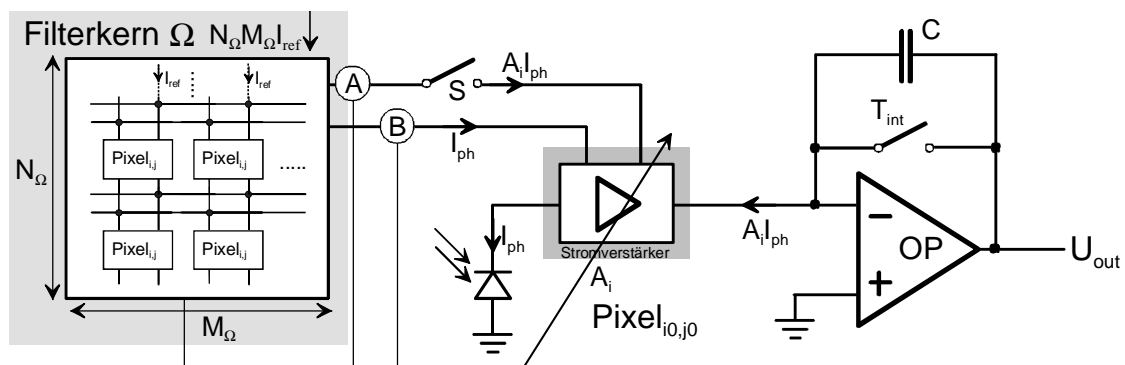 Filterkern Ω N_ΩM_ΩI_ref
I_ref I_ref
Pixel_i,j Pixel_i,j
Pixel_i,j Pixel_i,j
N_Ω
M_Ω
A
B
S
A_iI_ph
I_ph
I_ph
Stromverstärker
A_i
Pixel_i0,j0
A_iI_ph
C
T_int
OP
U_out